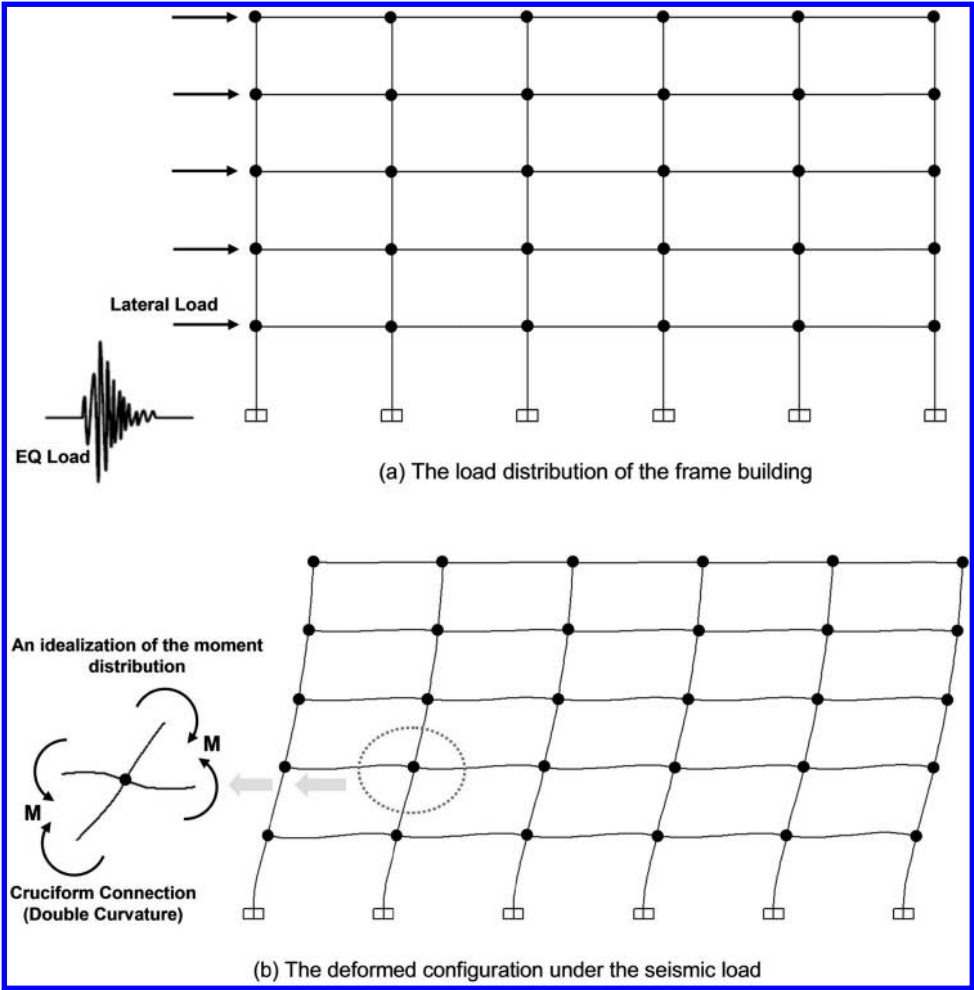 Lateral Load
EQ Load
(a) The load distribution of the frame building
An idealization of the moment
distribution
M
M
Cruciform Connection
(Double Curvature)
(b) The deformed configuration under the seismic load